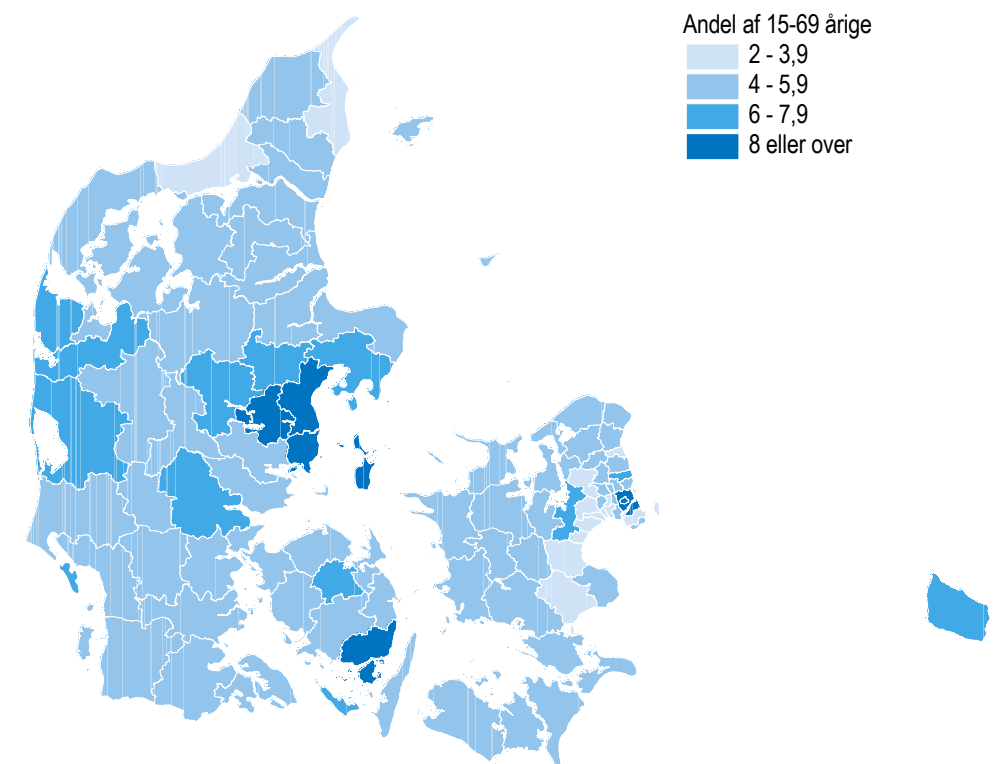 Andel af 15-69 årige
2 - 3,9
4 - 5,9
6 - 7,9
8 eller over